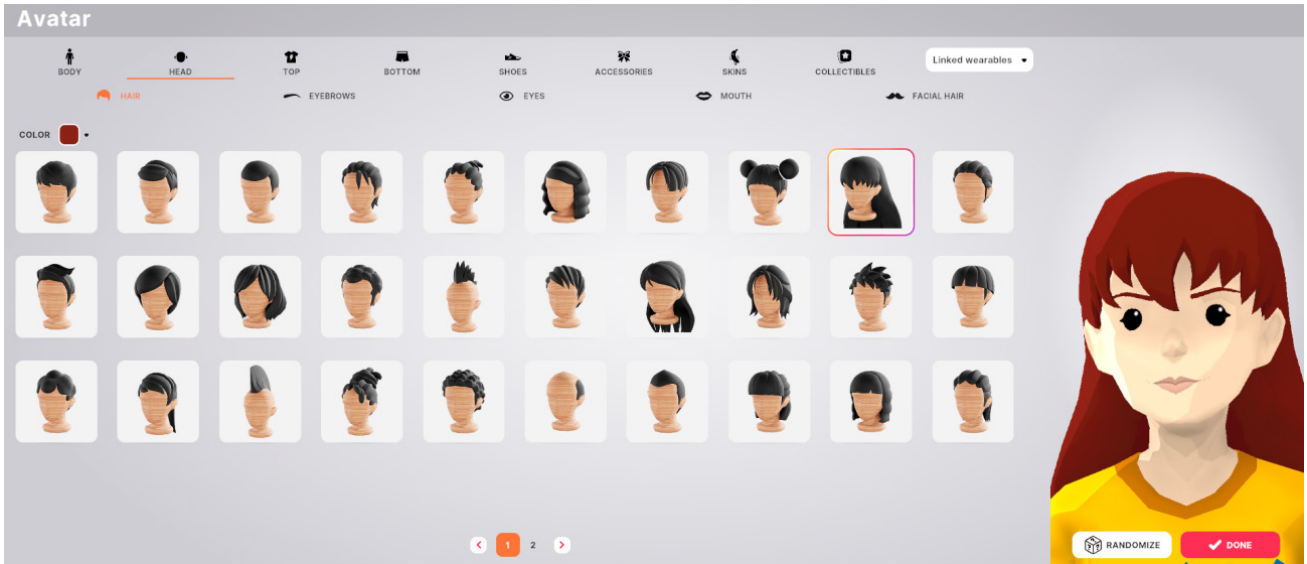 Avatar
BODY HEAD TOP BOTTOM SHOES ACCESSORIES SKINS COLLECTIBLES Linked wearables
HAIR EYEBROWS EYES MOUTH FACIAL HAIR
COLOR
1 2
RANDOMIZE DONE